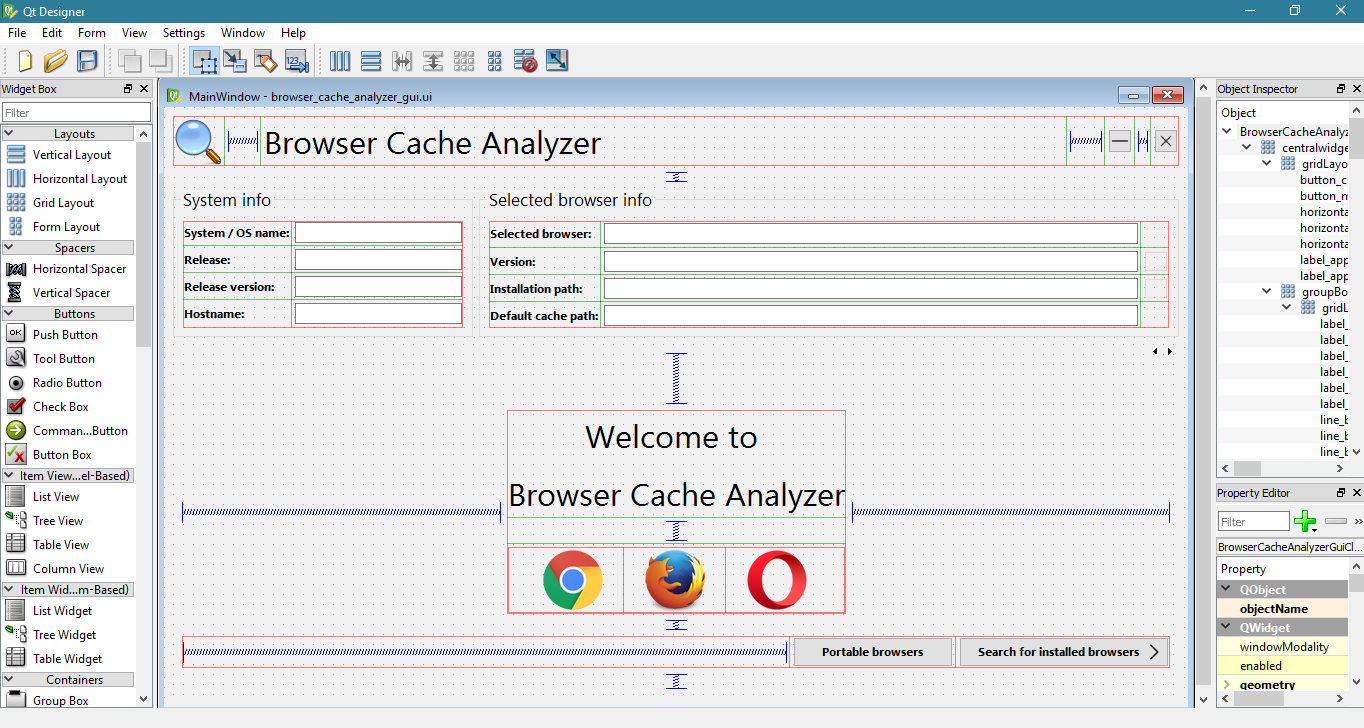 Qt Designer
File Edit Form View Settings Window Help
Widget Box
Filter
Layouts
Vertical Layout
Horizontal Layout
Grid Layout
Form Layout
Spacers
Horizontal Spacer
Vertical Spacer
Buttons
OK Push Button
Tool Button
Radio Button
Check Box
Comman...Button
Button Box
Item View...el-Based)
List View
Tree View
Table View
Column View
Item Wid...m-Based)
List Widget
Tree Widget
Table Widget
Containers
Group Box
MainWindow - browser_cache_analyzer_gui.ui
Browser Cache Analyzer
System info
System / OS name:
Release:
Release version:
Hostname:
Selected browser info
Selected browser:
Version:
Installation path:
Default cache path:
Welcome to
Browser Cache Analyzer
Portable browsers
Search for installed browsers
Object Inspector
Object
BrowserCacheAnalyz
centralwidge
gridLayo
button_c
button_m
horizonta
horizonta
horizonta
label_app
label_app
groupBo
gridL
label_
label_
label_
label_
label_
label_
line_b
line_b
line_b
Property Editor
Filter
BrowserCacheAnalyzerGuiCl...
Property
QObject
objectName
QWidget
windowModality
enabled
geometry